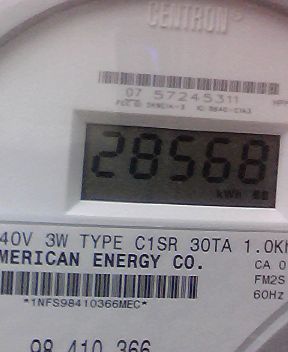 CENTRON®
07 57245311
28568
kWh
40V 3W TYPE C1SR 30TA 1.0Kh
MERICAN ENERGY CO. CA 0
FM2S
*1NFS98410366MEC* 60Hz
98 410 366